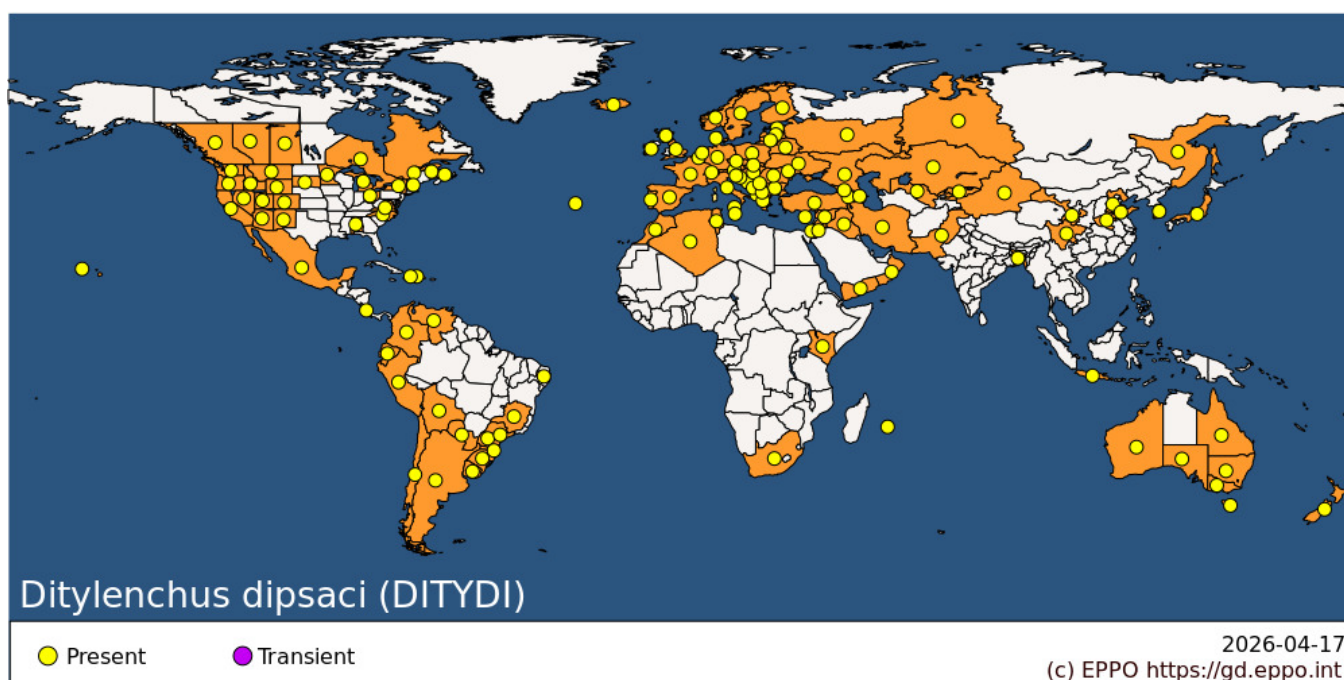 Ditylenchus dipsaci (DITYDI)
Present
Transient
2026-04-17
(c) EPPO https://gd.eppo.int